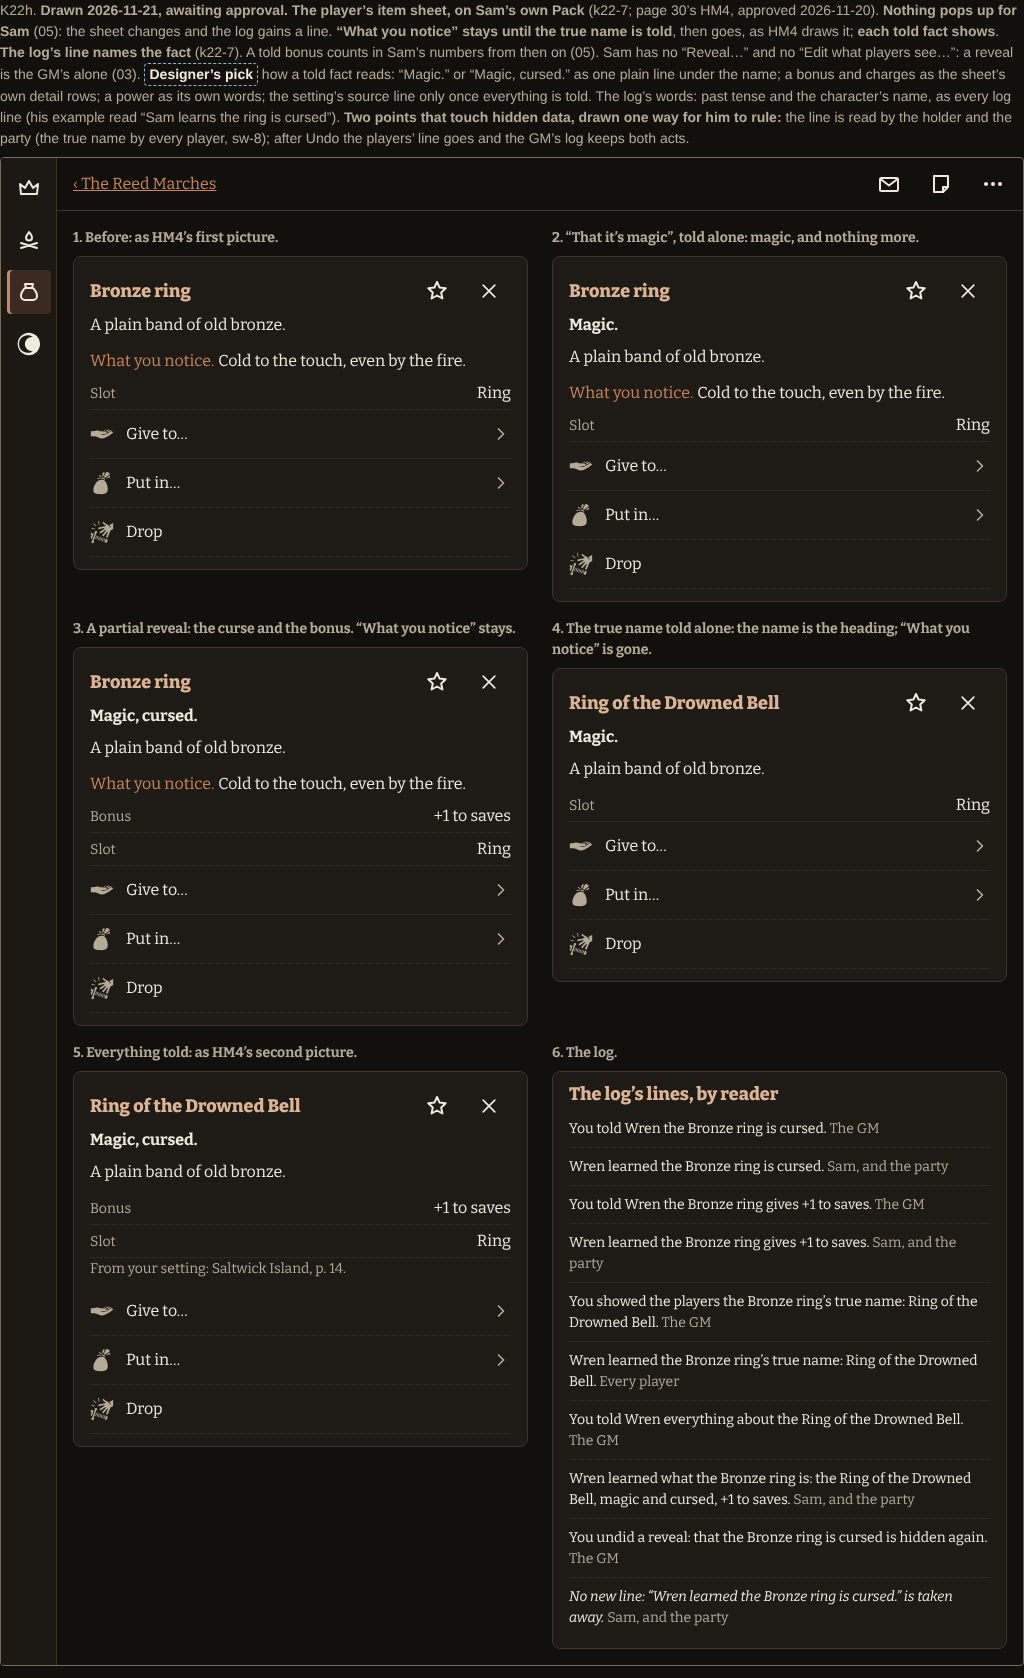 K22h. Drawn 2026-11-21, awaiting approval. The player’s item sheet, on Sam’s own Pack (k22-7; page 30’s HM4, approved 2026-11-20). Nothing pops up for
Sam (05): the sheet changes and the log gains a line. “What you notice” stays until the true name is told, then goes, as HM4 draws it; each told fact shows.
The log’s line names the fact (k22-7). A told bonus counts in Sam’s numbers from then on (05). Sam has no “Reveal…” and no “Edit what players see…”: a reveal
is the GM’s alone (03). Designer’s pick how a told fact reads: “Magic.” or “Magic, cursed.” as one plain line under the name; a bonus and charges as the sheet’s
own detail rows; a power as its own words; the setting’s source line only once everything is told. The log’s words: past tense and the character’s name, as every log
line (his example read “Sam learns the ring is cursed”). Two points that touch hidden data, drawn one way for him to rule: the line is read by the holder and the
party (the true name by every player, sw-8); after Undo the players’ line goes and the GM’s log keeps both acts.
‹ The Reed Marches
1. Before: as HM4’s first picture.
Bronze ring
A plain band of old bronze.
What you notice. Cold to the touch, even by the fire.
Slot Ring
Give to…
Put in…
Drop
2. “That it’s magic”, told alone: magic, and nothing more.
Bronze ring
Magic.
A plain band of old bronze.
What you notice. Cold to the touch, even by the fire.
Slot Ring
Give to…
Put in…
Drop
3. A partial reveal: the curse and the bonus. “What you notice” stays.
Bronze ring
Magic, cursed.
A plain band of old bronze.
What you notice. Cold to the touch, even by the fire.
Bonus +1 to saves
Slot Ring
Give to…
Put in…
Drop
4. The true name told alone: the name is the heading; “What you
notice” is gone.
Ring of the Drowned Bell
Magic.
A plain band of old bronze.
Slot Ring
Give to…
Put in…
Drop
5. Everything told: as HM4’s second picture.
Ring of the Drowned Bell
Magic, cursed.
A plain band of old bronze.
Bonus +1 to saves
Slot Ring
From your setting: Saltwick Island, p. 14.
Give to…
Put in…
Drop
6. The log.
The log’s lines, by reader
You told Wren the Bronze ring is cursed. The GM
Wren learned the Bronze ring is cursed. Sam, and the party
You told Wren the Bronze ring gives +1 to saves. The GM
Wren learned the Bronze ring gives +1 to saves. Sam, and the
party
You showed the players the Bronze ring’s true name: Ring of the
Drowned Bell. The GM
Wren learned the Bronze ring’s true name: Ring of the Drowned
Bell. Every player
You told Wren everything about the Ring of the Drowned Bell.
The GM
Wren learned what the Bronze ring is: the Ring of the Drowned
Bell, magic and cursed, +1 to saves. Sam, and the party
You undid a reveal: that the Bronze ring is cursed is hidden again.
The GM
No new line: “Wren learned the Bronze ring is cursed.” is taken
away. Sam, and the party